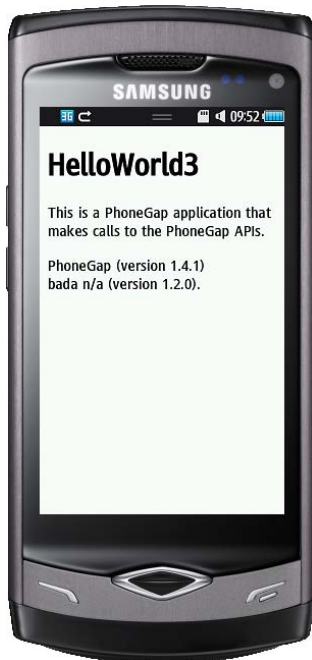 SAMSUNG
3G 09:52
HelloWorld3
This is a PhoneGap application that
makes calls to the PhoneGap APIs.
PhoneGap (version 1.4.1)
bada n/a (version 1.2.0).